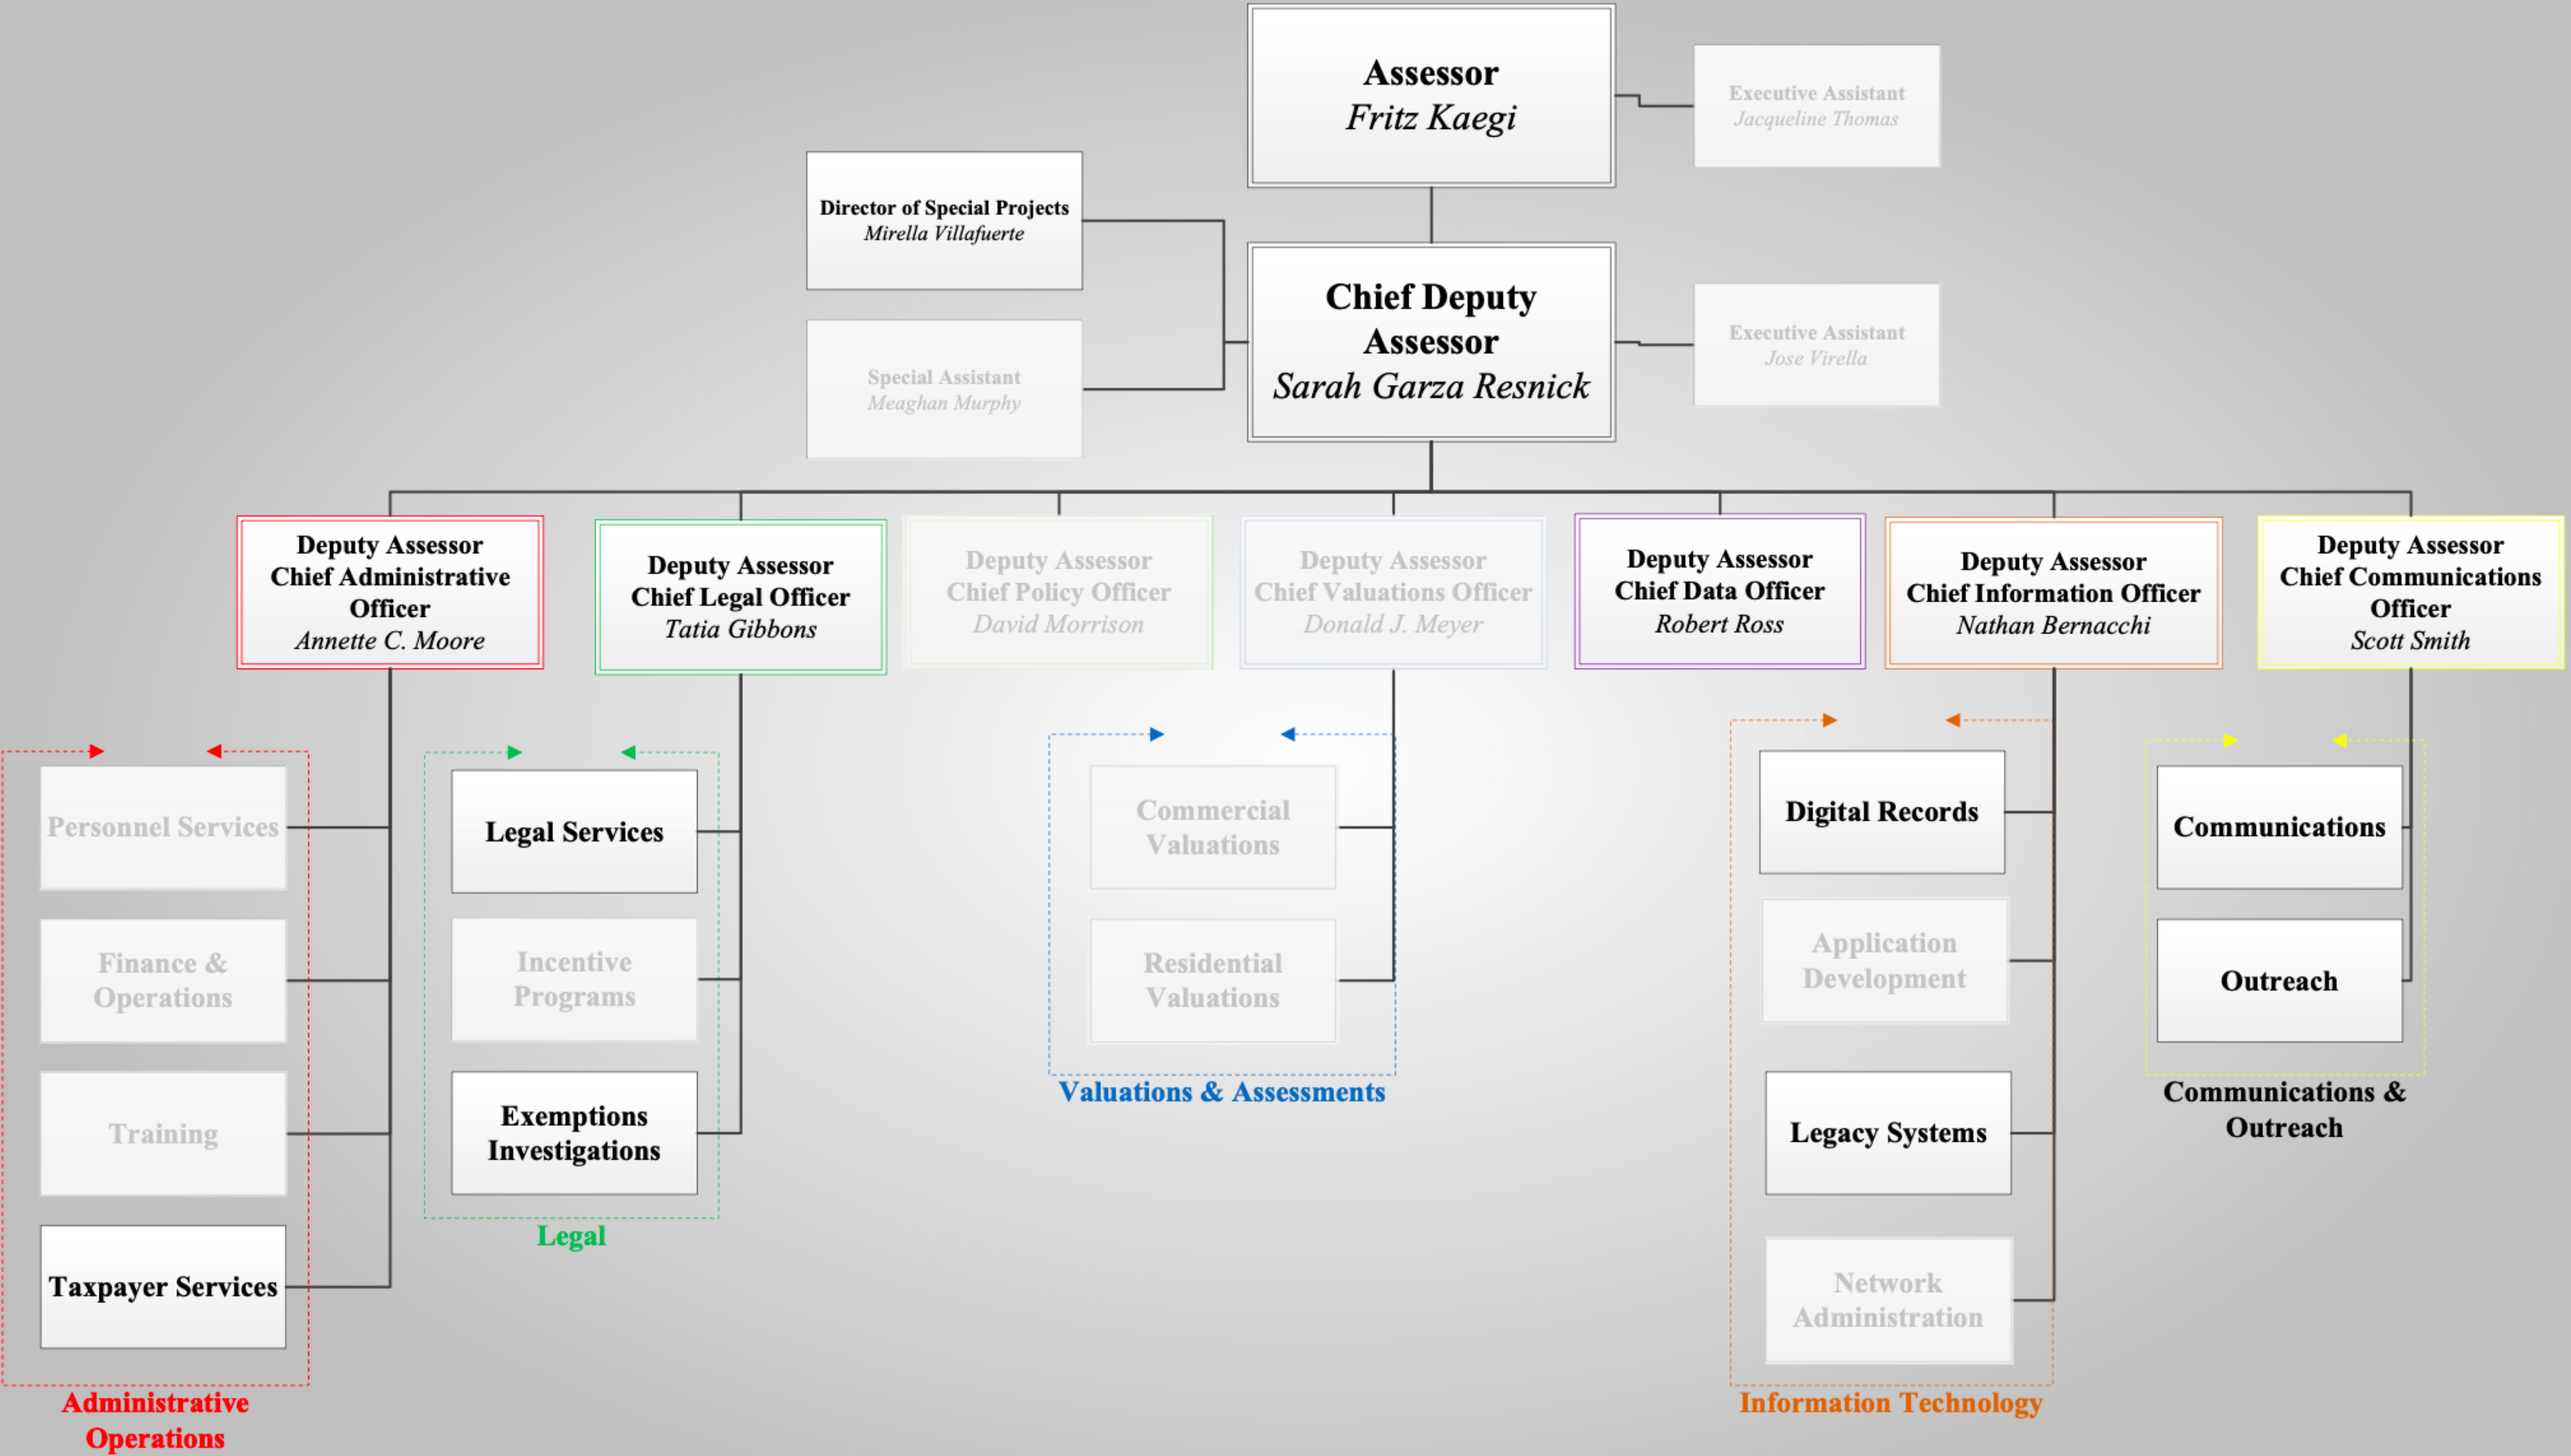 Assessor
Fritz Kaegi
Executive Assistant
Jacqueline Thomas
Director of Special Projects
Mirella Villafuerte
Chief Deputy
Assessor
Sarah Garza Resnick
Special Assistant
Meaghan Murphy
Executive Assistant
Jose Virella
Deputy Assessor
Chief Administrative
Officer
Annette C. Moore
Deputy Assessor
Chief Legal Officer
Tatia Gibbons
Deputy Assessor
Chief Policy Officer
David Morrison
Deputy Assessor
Chief Valuations Officer
Donald J. Meyer
Deputy Assessor
Chief Data Officer
Robert Ross
Deputy Assessor
Chief Information Officer
Nathan Bernacchi
Deputy Assessor
Chief Communications
Officer
Scott Smith
Personnel Services
Finance &
Operations
Training
Taxpayer Services
Administrative
Operations
Legal Services
Incentive
Programs
Exemptions
Investigations
Legal
Commercial
Valuations
Residential
Valuations
Valuations & Assessments
Digital Records
Application
Development
Legacy Systems
Network
Administration
Information Technology
Communications
Outreach
Communications &
Outreach